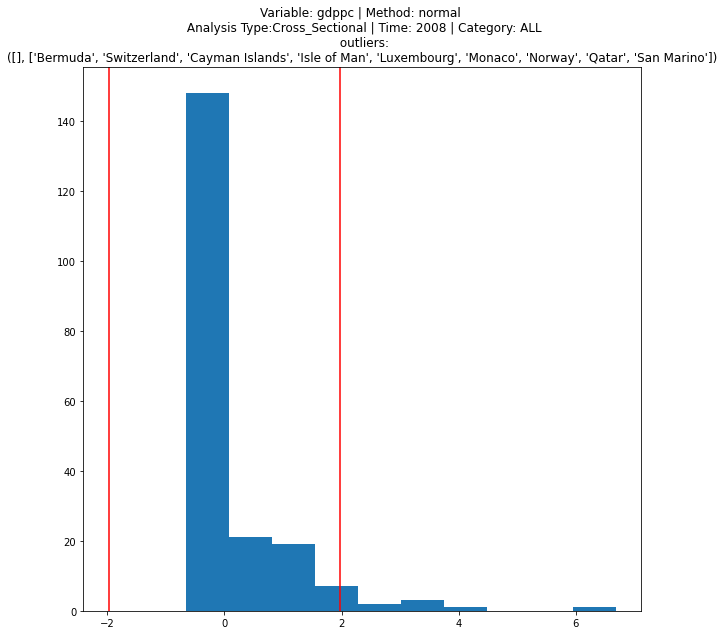 Variable: gdppc | Method: normal
Analysis Type:Cross_Sectional | Time: 2008 | Category: ALL
outliers:
([], ['Bermuda', 'Switzerland', 'Cayman Islands', 'Isle of Man', 'Luxembourg', 'Monaco', 'Norway', 'Qatar', 'San Marino'])
140
120
100
80
60
40
20
0
−2 0 2 4 6